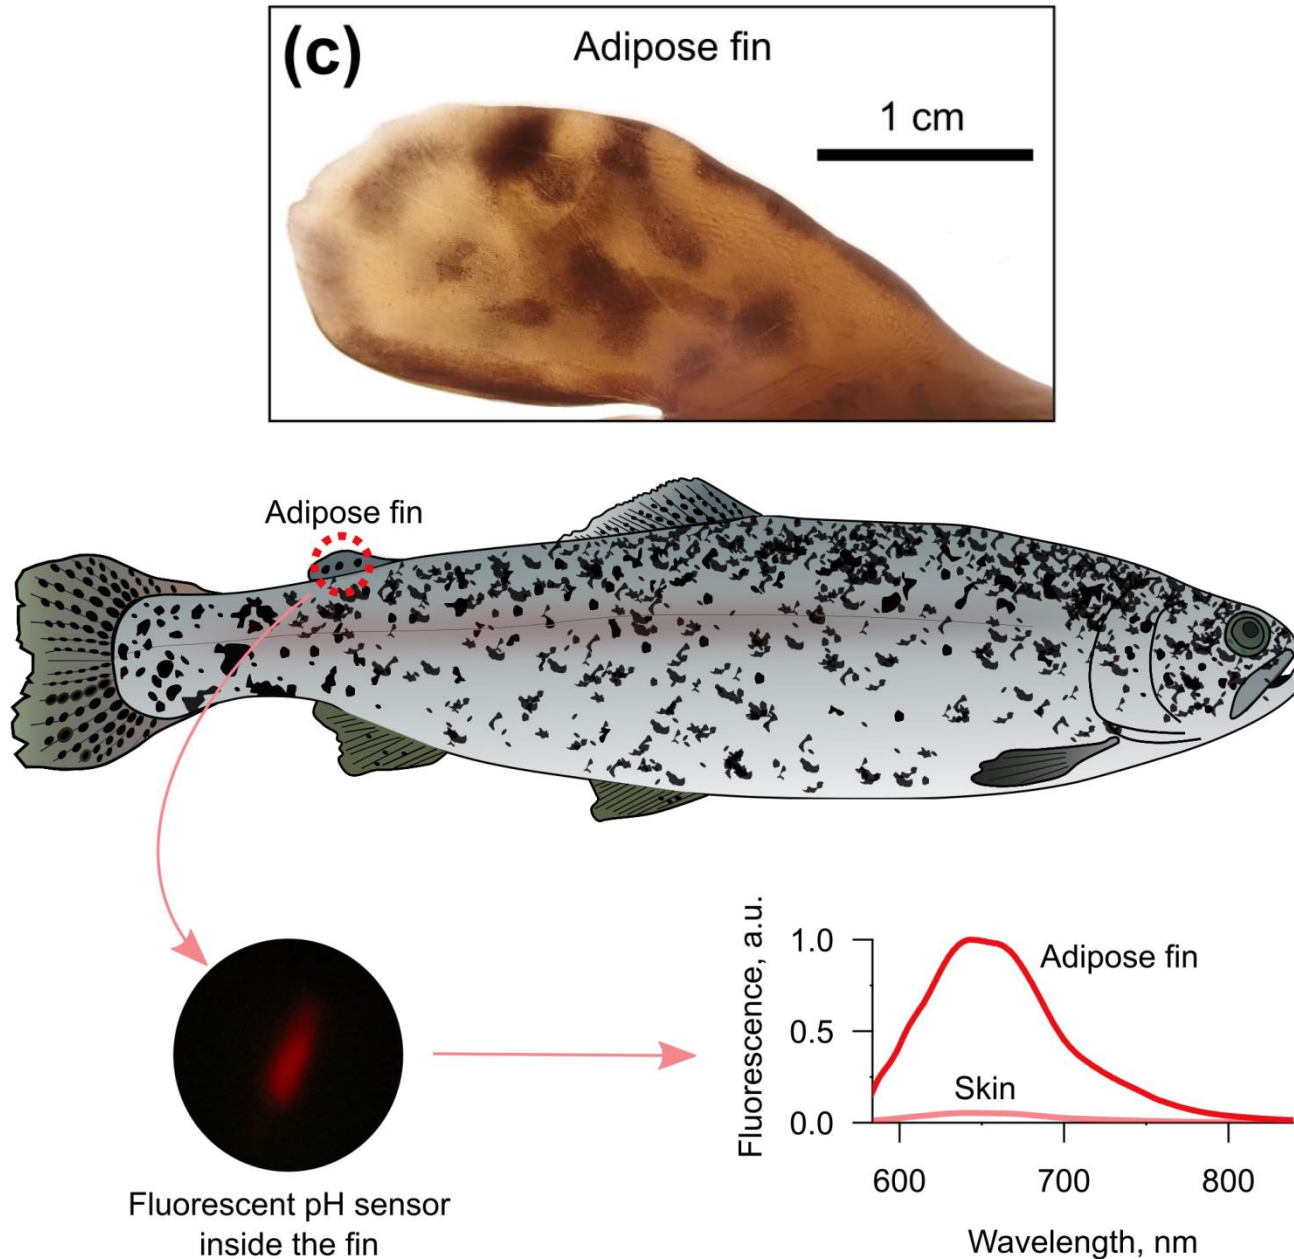 (c)
Adipose fin
1 cm
Adipose fin
Fluorescent pH sensor
inside the fin
Fluorescence, a.u.
1.0
0.5
0.0
Adipose fin
Skin
600
700
800
Wavelength, nm